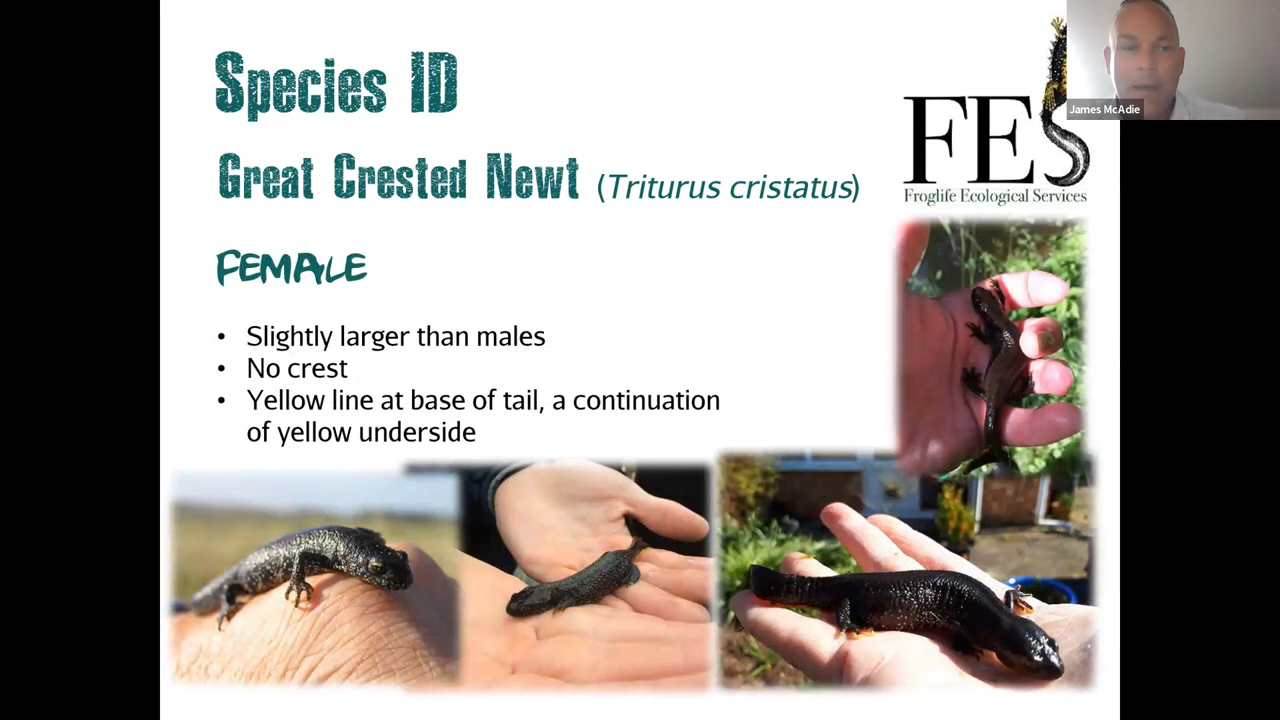 Species ID
Great Crested Newt (Triturus cristatus)
FEMALE
• Slightly larger than males
• No crest
• Yellow line at base of tail, a continuation
of yellow underside
FES
Froglife Ecological Services
James McAdie